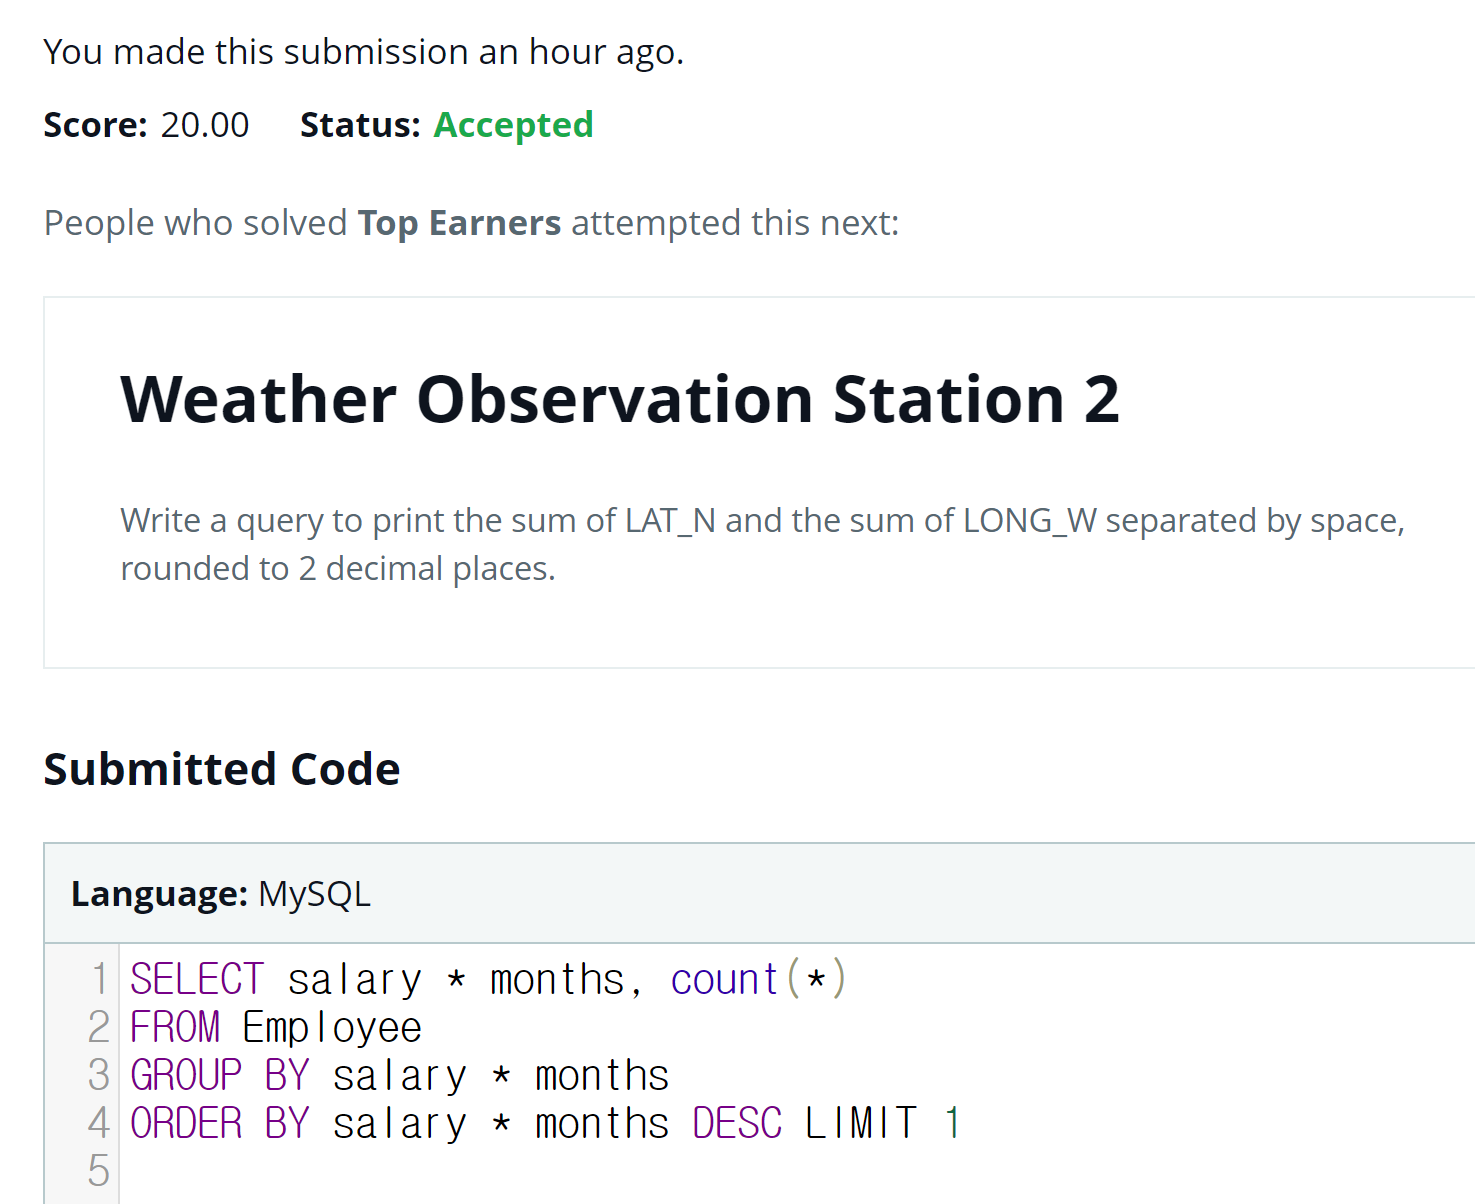 You made this submission an hour ago.
Score: 20.00 Status: Accepted
People who solved Top Earners attempted this next:
Weather Observation Station 2
Write a query to print the sum of LAT_N and the sum of LONG_W separated by space,
rounded to 2 decimal places.
Submitted Code
Language: MySQL
1 SELECT salary * months, count(*)
2 FROM Employee
3 GROUP BY salary * months
4 ORDER BY salary * months DESC LIMIT 1
5